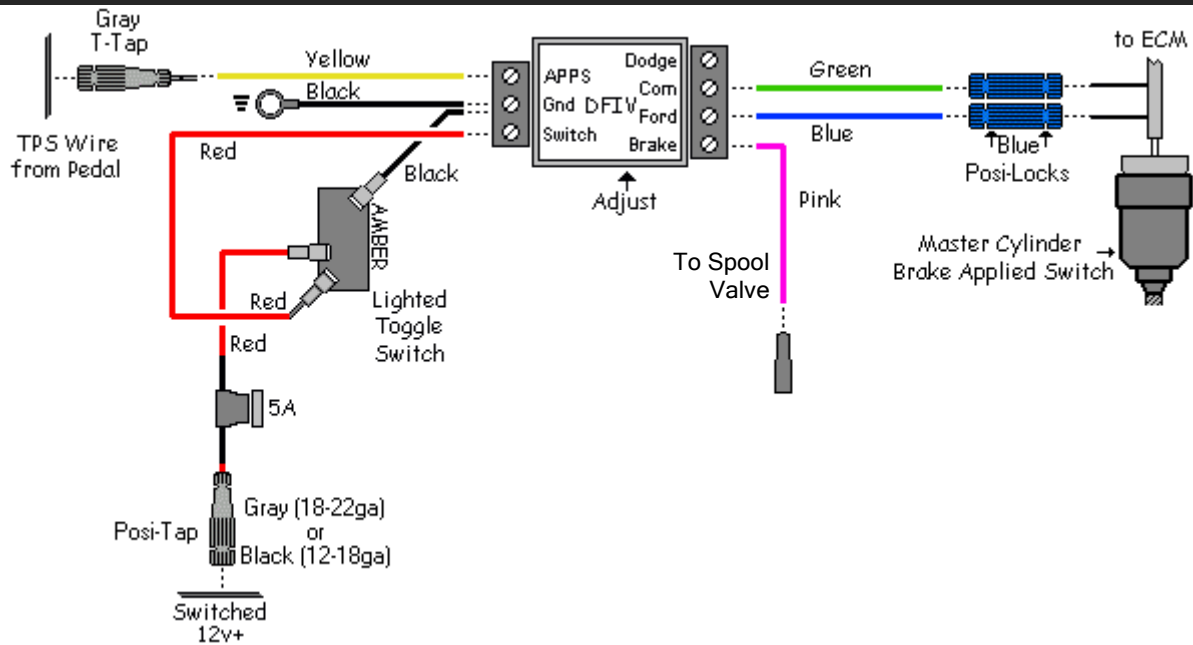 Gray
T-Tap
Yellow
Black
TPS Wire
from Pedal
Red
Black
APPS
Gnd
Switch
DFIV
Dodge
Com
Ford
Brake
Adjust
Green
Blue
Pink
to ECM
Blue
Posi-Locks
Master Cylinder
Brake Applied Switch
To Spool
Valve
AMBER
Red
Lighted
Toggle
Switch
Red
5A
Posi-Tap
Gray (18-22ga)
or
Black (12-18ga)
Switched
12v+